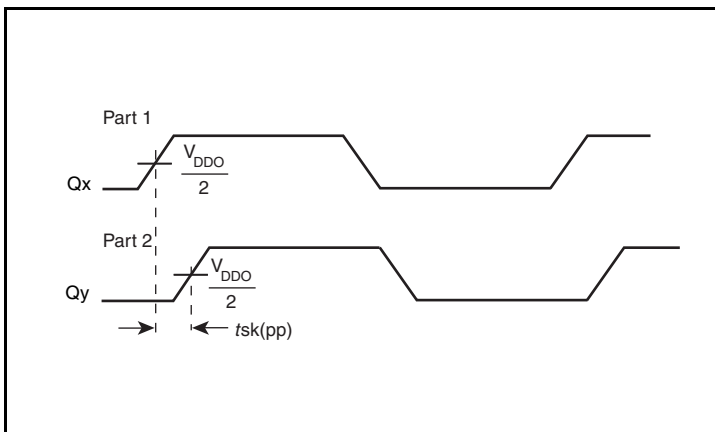 Part 1
Qx
V_DDO
2
Part 2
Qy
V_DDO
2
tsk(pp)